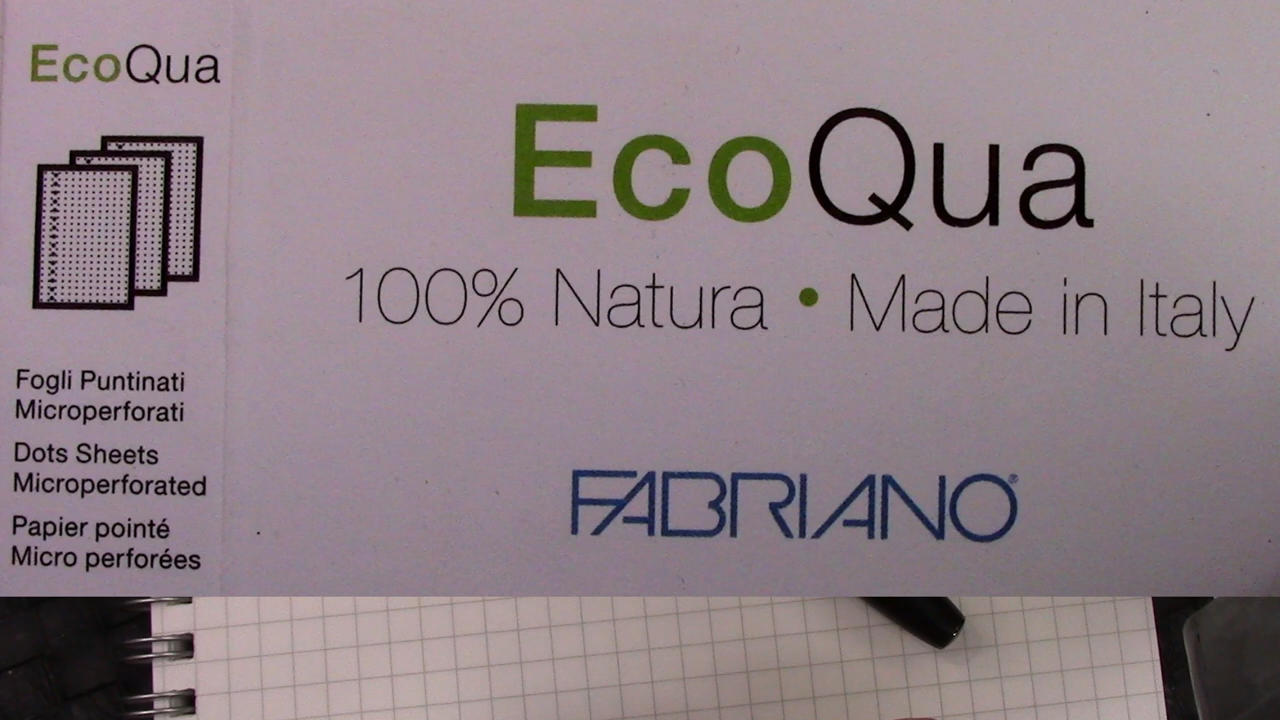 EcoQua
Fogli Puntinati
Microperforati
Dots Sheets
Microperforated
Papier pointé
Micro perforées
EcoQua
100% Natura • Made in Italy
FABRIANO®